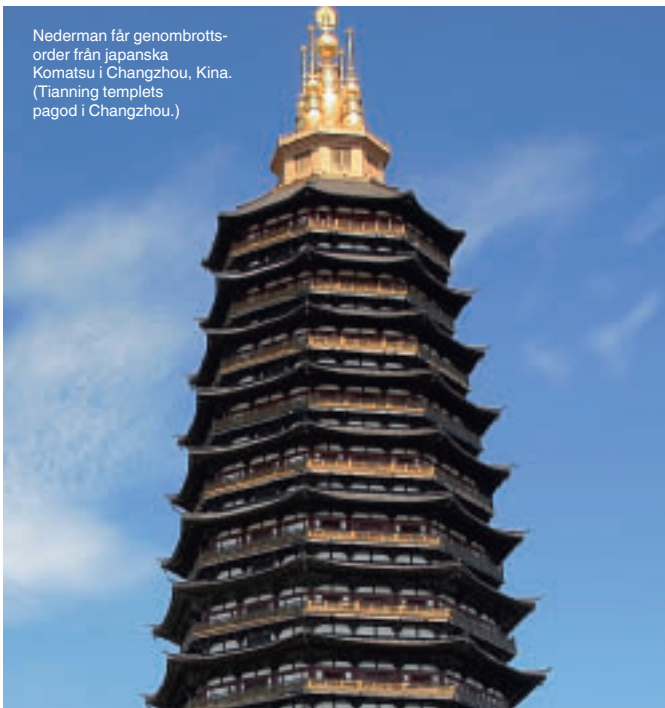 Nederman får genombrotts-
order från japanska
Komatsu i Changzhou, Kina.
(Tianning templets
pagod i Changzhou.)